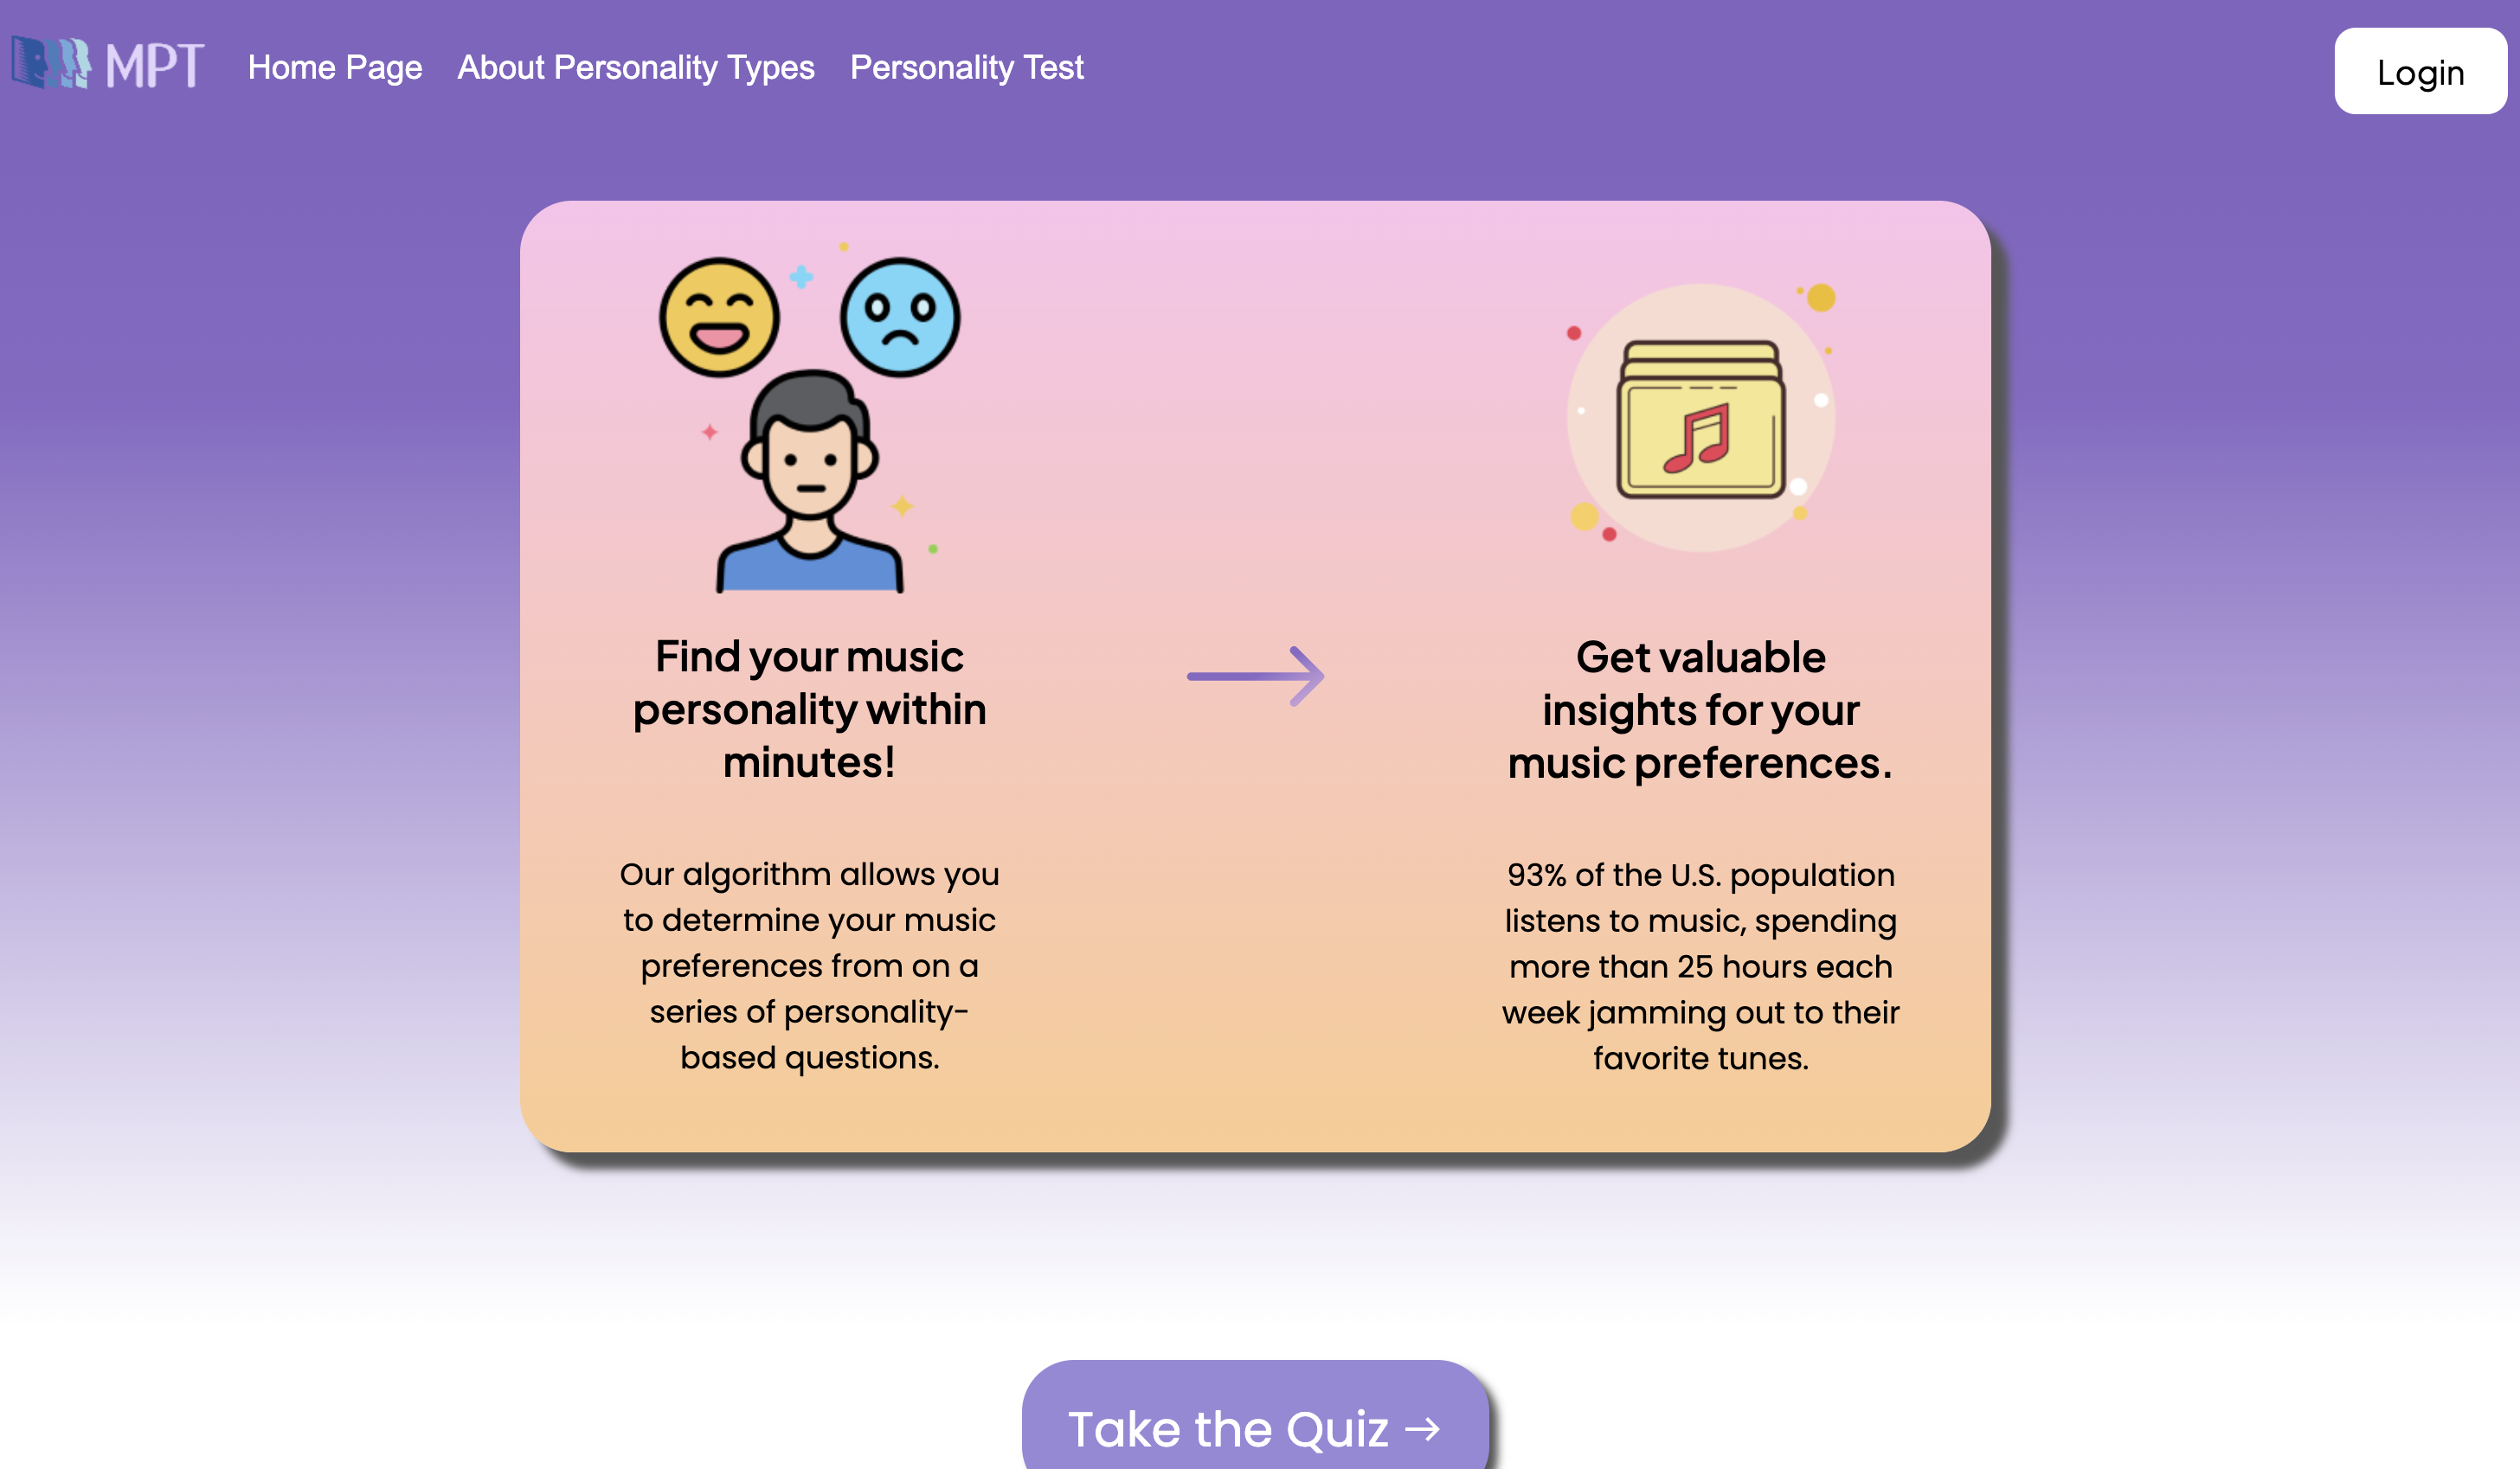 MPT
Home Page
About Personality Types
Personality Test
Login
Find your music
personality within
minutes!
Our algorithm allows you
to determine your music
preferences from on a
series of personality-
based questions.
Get valuable
insights for your
music preferences.
93% of the U.S. population
listens to music, spending
more than 25 hours each
week jamming out to their
favorite tunes.
Take the Quiz →